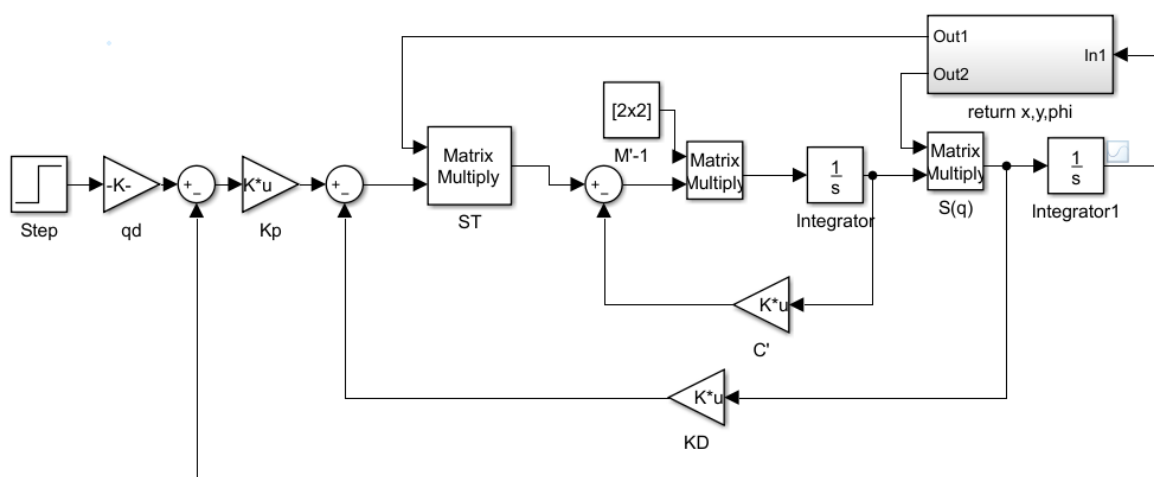 Out1
In1
Out2
return x,y,phi
[2x2]
M'-1
Matrix
Multiply
ST
Matrix
Multiply
1
s
Integrator
Matrix
Multiply
S(q)
1
s
Integrator1
Step
-K-
qd
+
−
K*u
Kp
+
−
+
−
K*u
C'
K*u
KD